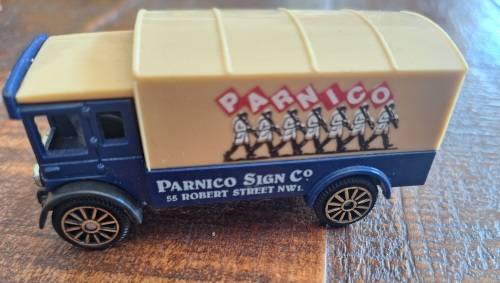 PARNICO
PARNICO SIGN CO
55 ROBERT STREET NW1.